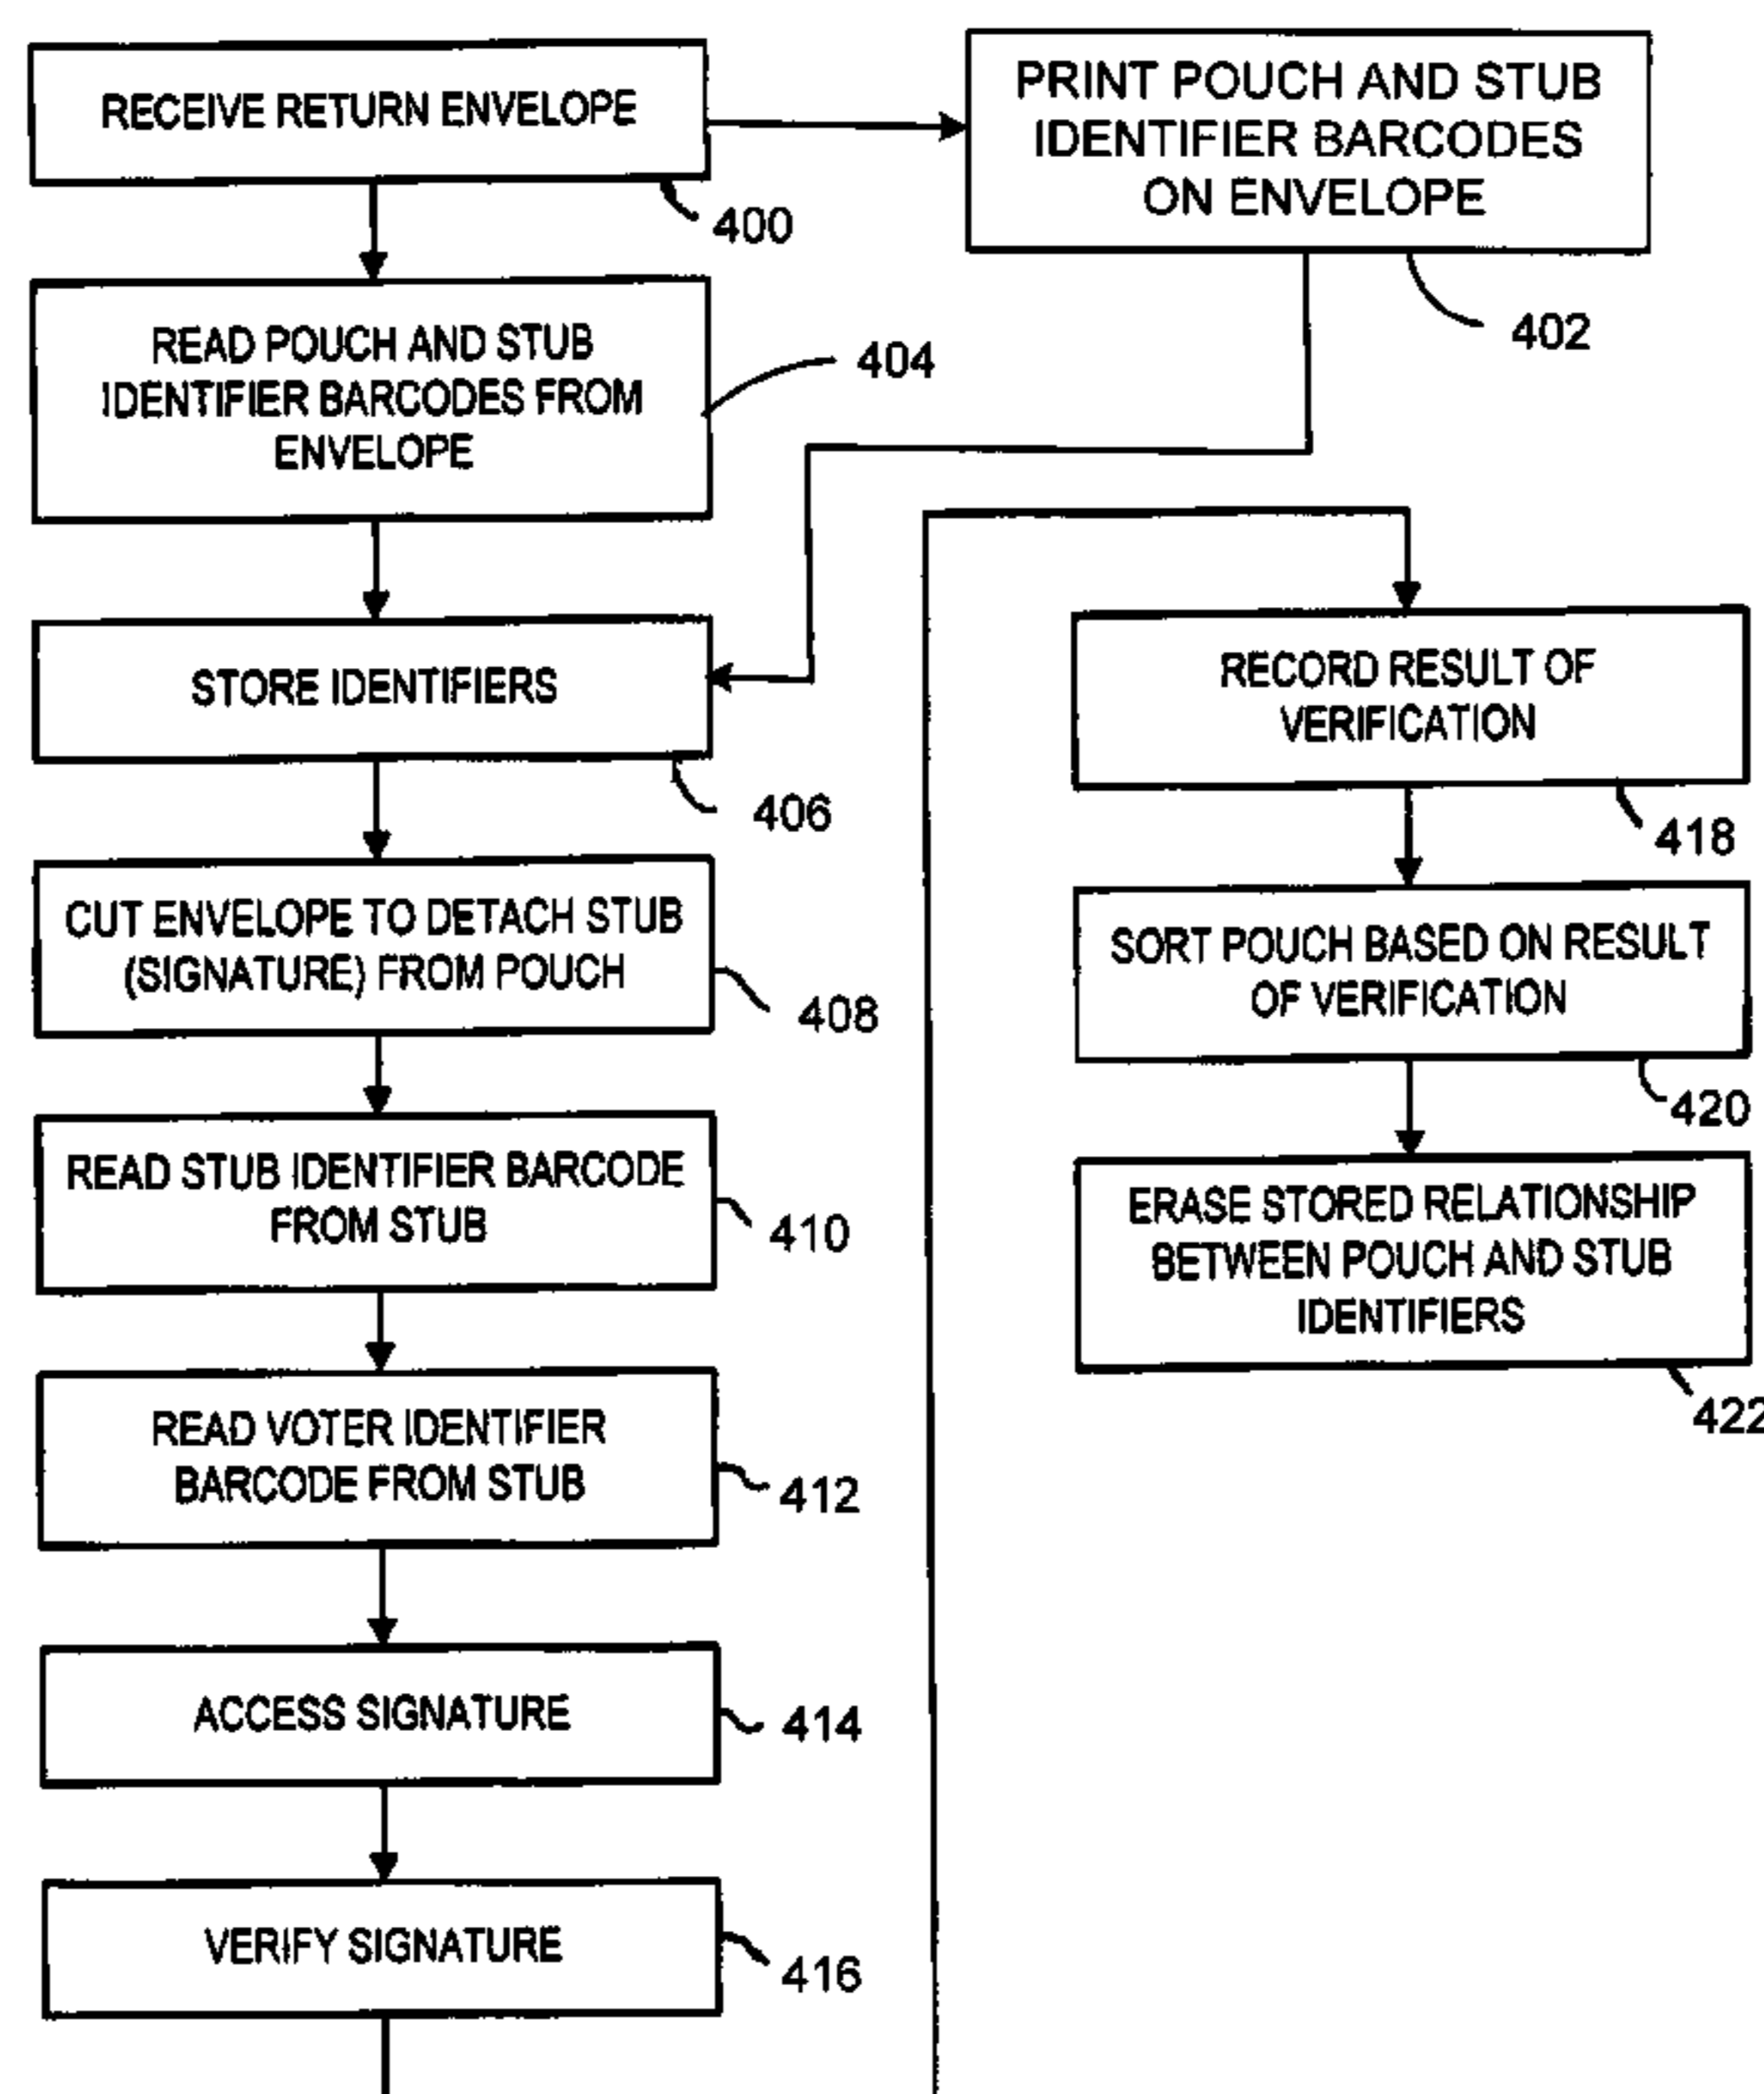 RECEIVE RETURN ENVELOPE
400
PRINT POUCH AND STUB
IDENTIFIER BARCODES
ON ENVELOPE
402
READ POUCH AND STUB
IDENTIFIER BARCODES FROM
ENVELOPE
404
STORE IDENTIFIERS
406
CUT ENVELOPE TO DETACH STUB
(SIGNATURE) FROM POUCH
408
READ STUB IDENTIFIER BARCODE
FROM STUB
410
READ VOTER IDENTIFIER
BARCODE FROM STUB
412
ACCESS SIGNATURE
414
VERIFY SIGNATURE
416
RECORD RESULT OF
VERIFICATION
418
SORT POUCH BASED ON RESULT
OF VERIFICATION
420
ERASE STORED RELATIONSHIP
BETWEEN POUCH AND STUB
IDENTIFIERS
422